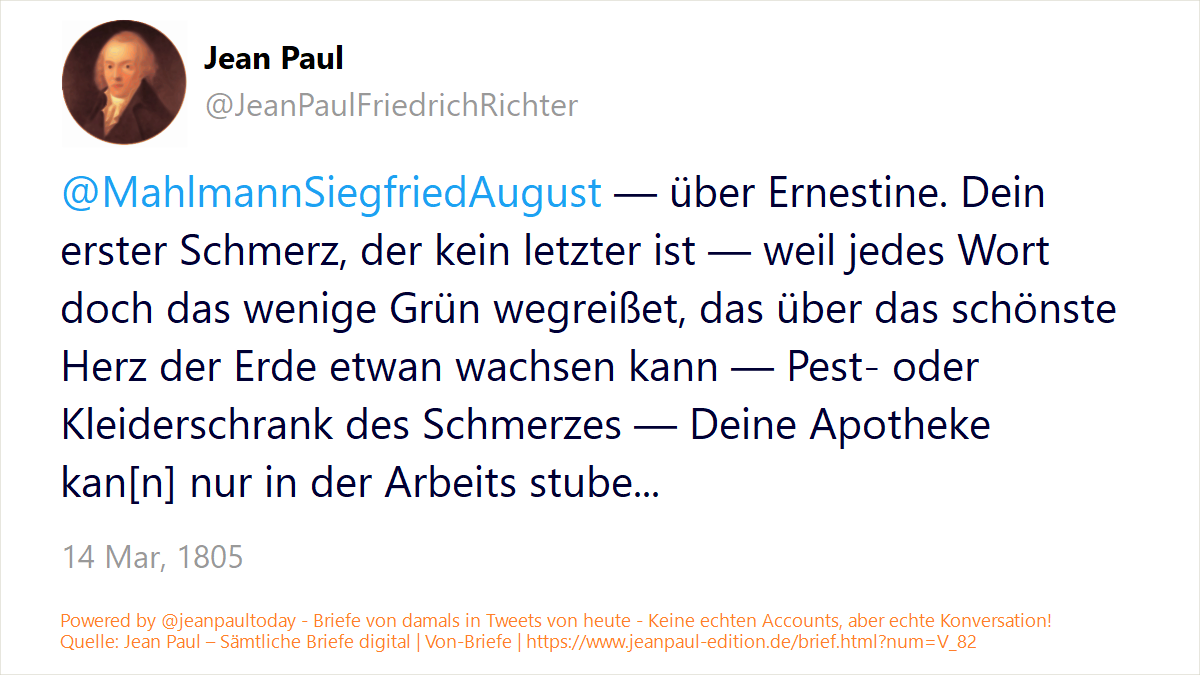 Jean Paul
@JeanPaulFriedrichRichter
@MahlmannSiegfriedAugust — über Ernestine. Dein
erster Schmerz, der kein letzter ist — weil jedes Wort
doch das wenige Grün wegreißet, das über das schönste
Herz der Erde etwan wachsen kann — Pest- oder
Kleiderschrank des Schmerzes — Deine Apotheke
kan[n] nur in der Arbeits stube...
14 Mar, 1805
Powered by @jeanpaultoday - Briefe von damals in Tweets von heute - Keine echten Accounts, aber echte Konversation!
Quelle: Jean Paul – Sämtliche Briefe digital | Von-Briefe | https://www.jeanpaul-edition.de/brief.html?num=V_82